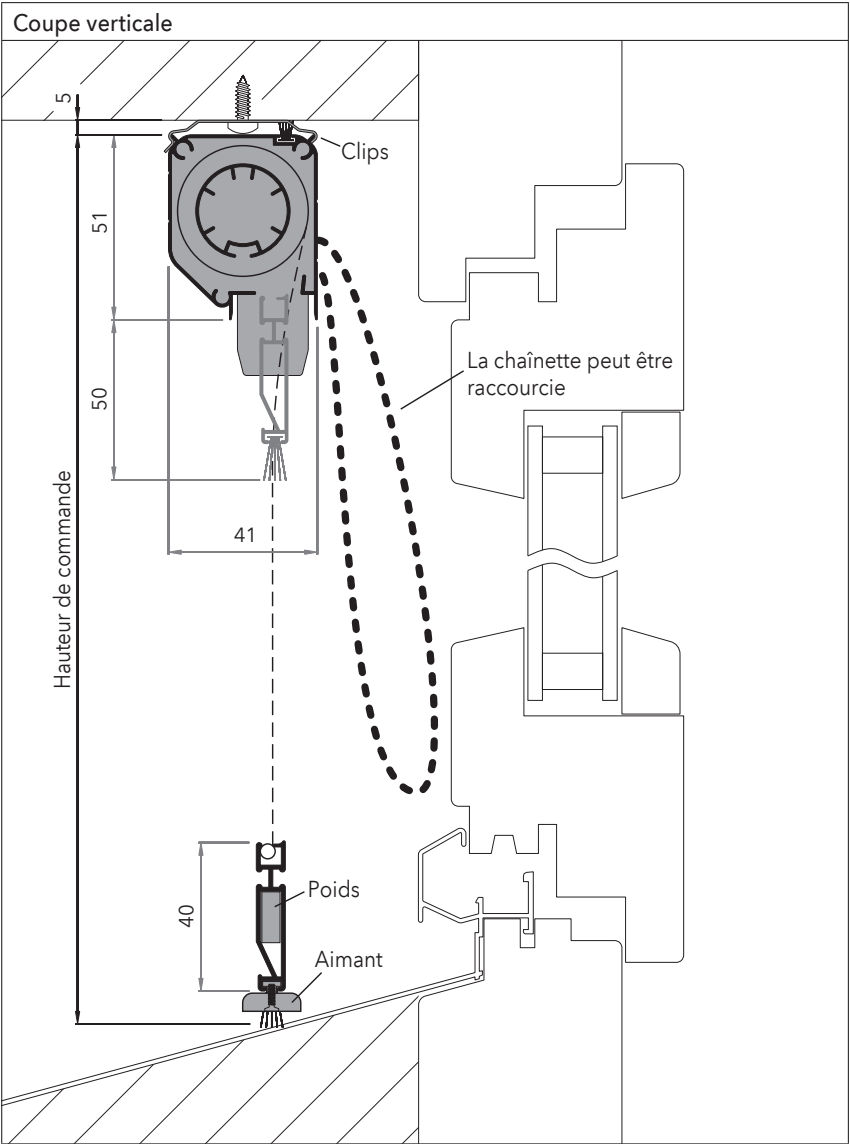 Coupe verticale
5
Clips
51
La chaînette peut être
raccourcie
50
Hauteur de commande
41
Poids
40
Aimant